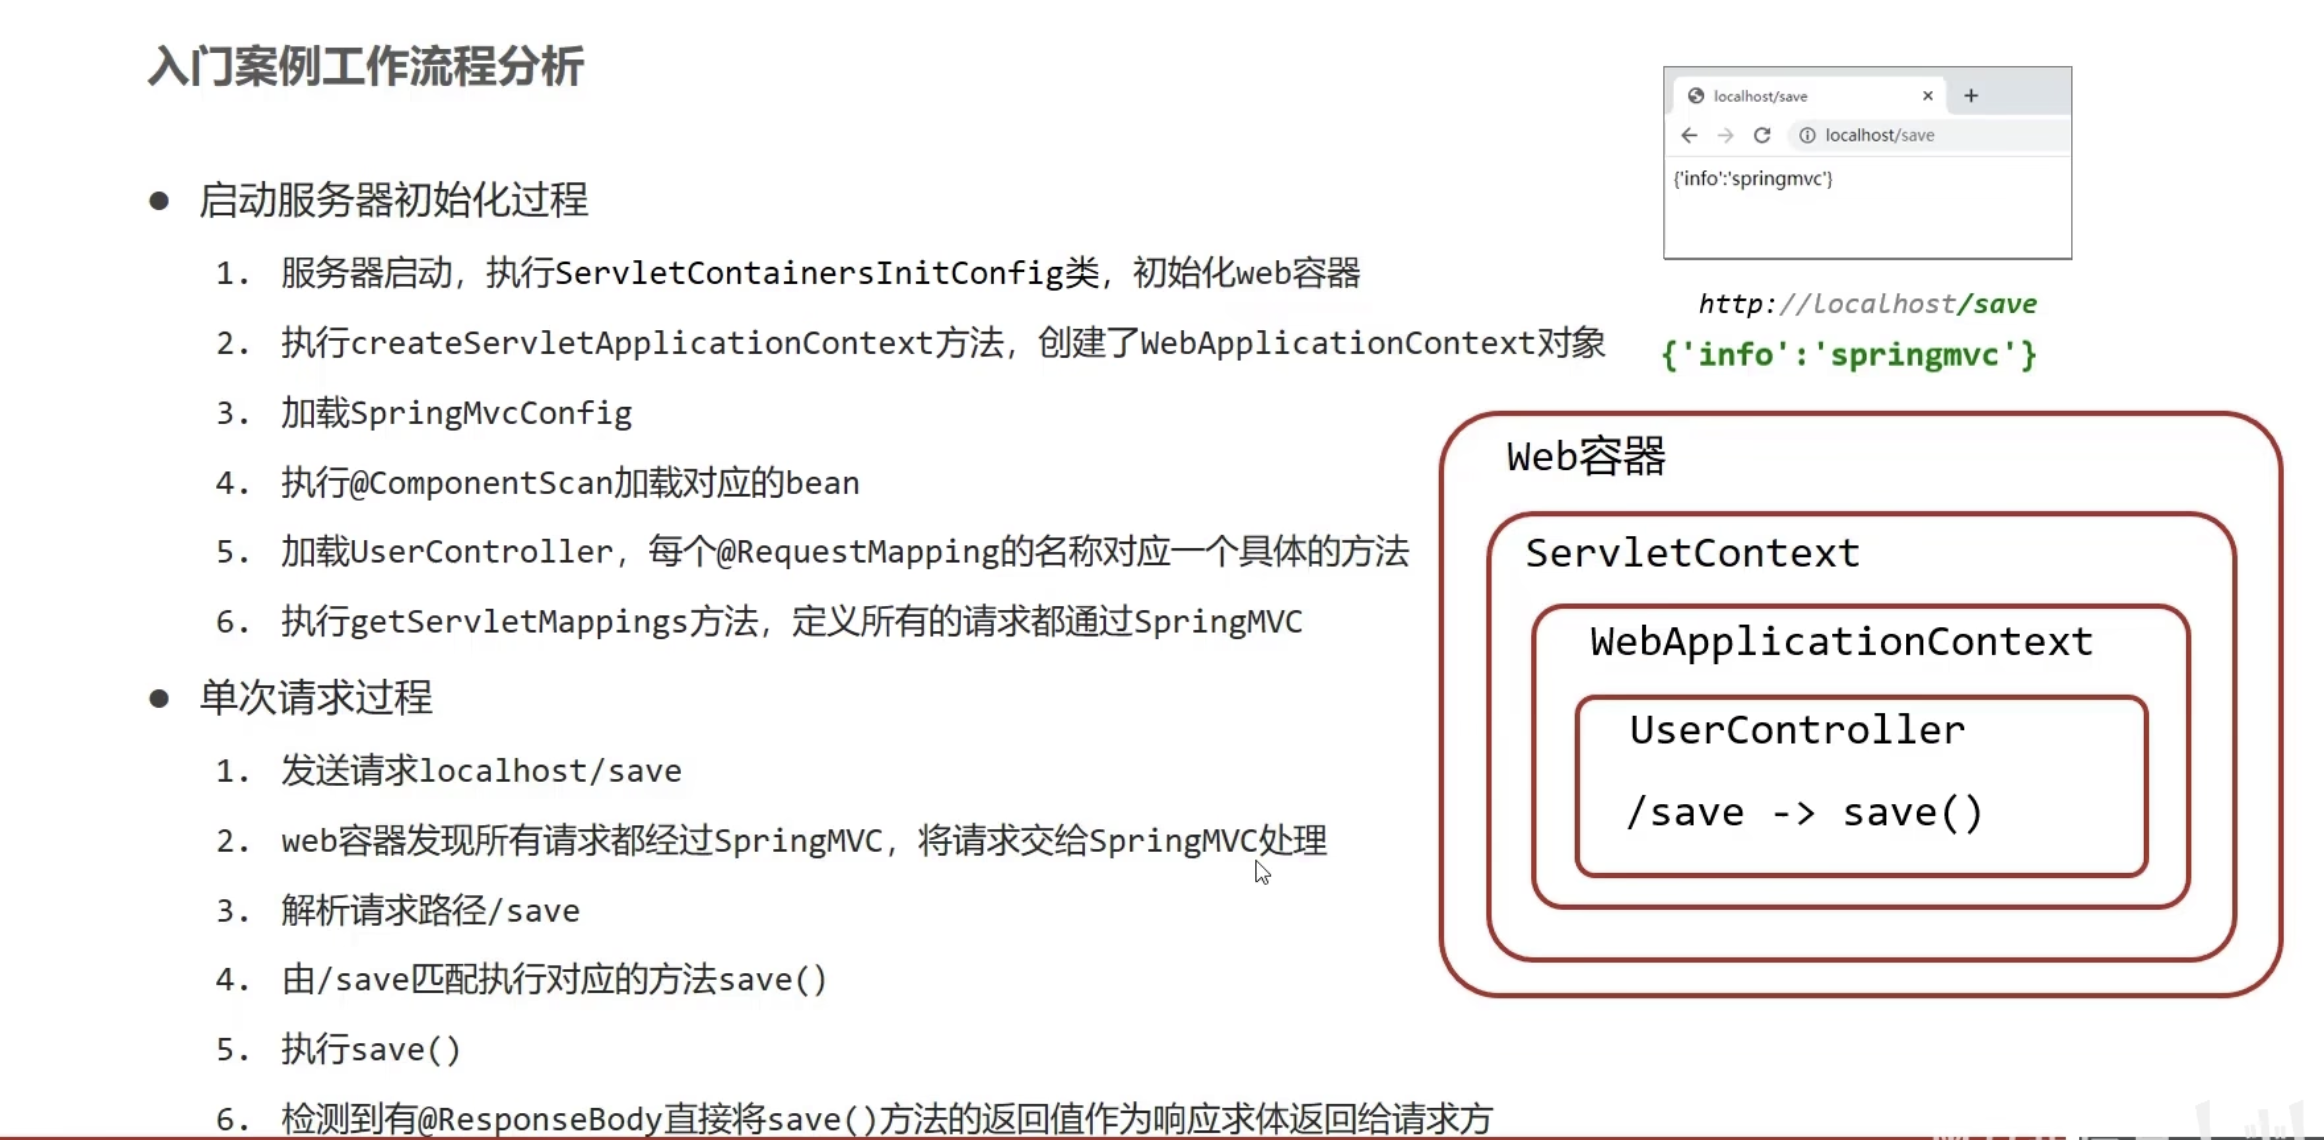 入门案例工作流程分析
● 启动服务器初始化过程
1. 服务器启动，执行ServletContainersInitConfig类，初始化web容器
2. 执行createServletApplicationContext方法，创建了WebApplicationContext对象
3. 加载SpringMvcConfig
4. 执行@ComponentScan加载对应的bean
5. 加载UserController，每个@RequestMapping的名称对应一个具体的方法
6. 执行getServletMappings方法，定义所有的请求都通过SpringMVC
● 单次请求过程
1. 发送请求localhost/save
2. web容器发现所有请求都经过SpringMVC，将请求交给SpringMVC处理
3. 解析请求路径/save
4. 由/save匹配执行对应的方法save()
5. 执行save()
6. 检测到有@ResponseBody直接将save()方法的返回值作为响应求体返回给请求方
localhost/save
localhost/save
{'info':'springmvc'}
http://localhost/save
{'info':'springmvc'}
Web容器
ServletContext
WebApplicationContext
UserController
/save -> save()